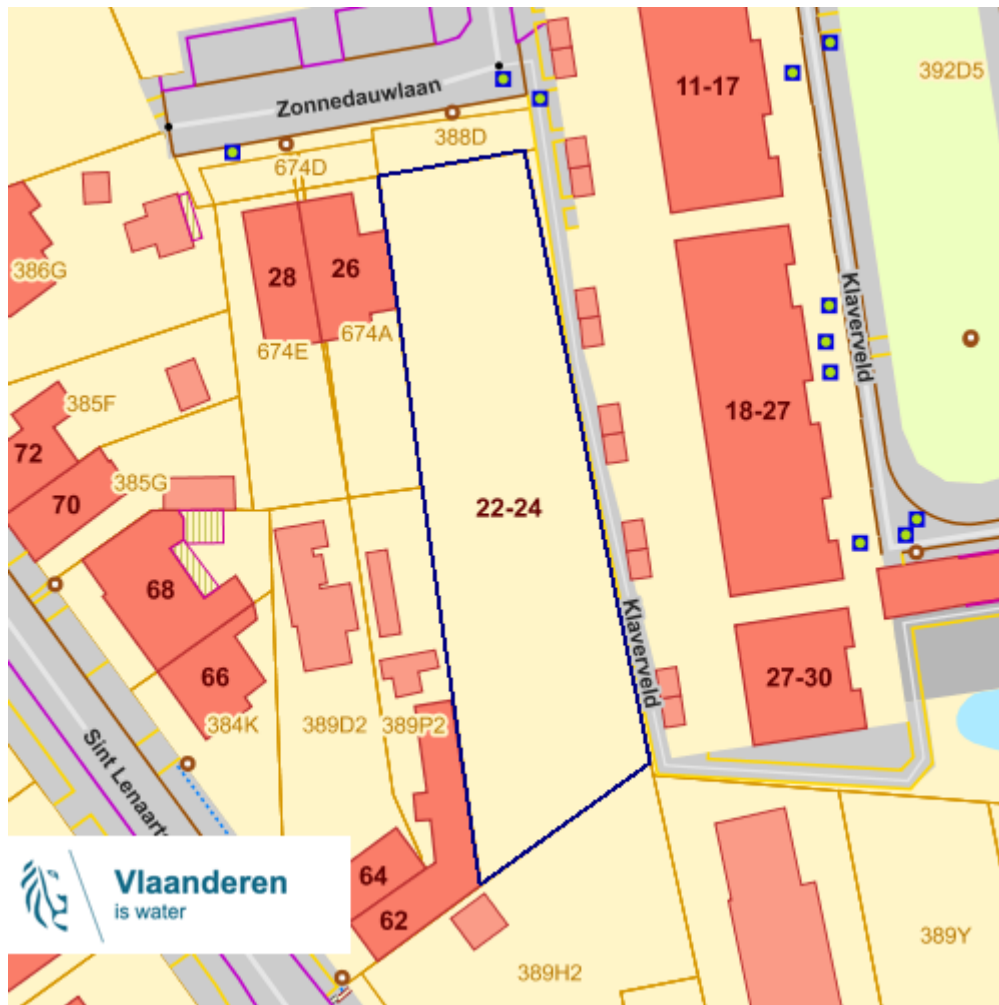 Zonnedauwlaan
11-17
392D5
388D
674D
386G
28
26
674A
674E
Klaverveld
18-27
385F
72
70
385G
22-24
68
66
384K
389D2
389P2
Klaverveld
27-30
Sint Lenaart
64
62
389H2
389Y
Vlaanderen
is water